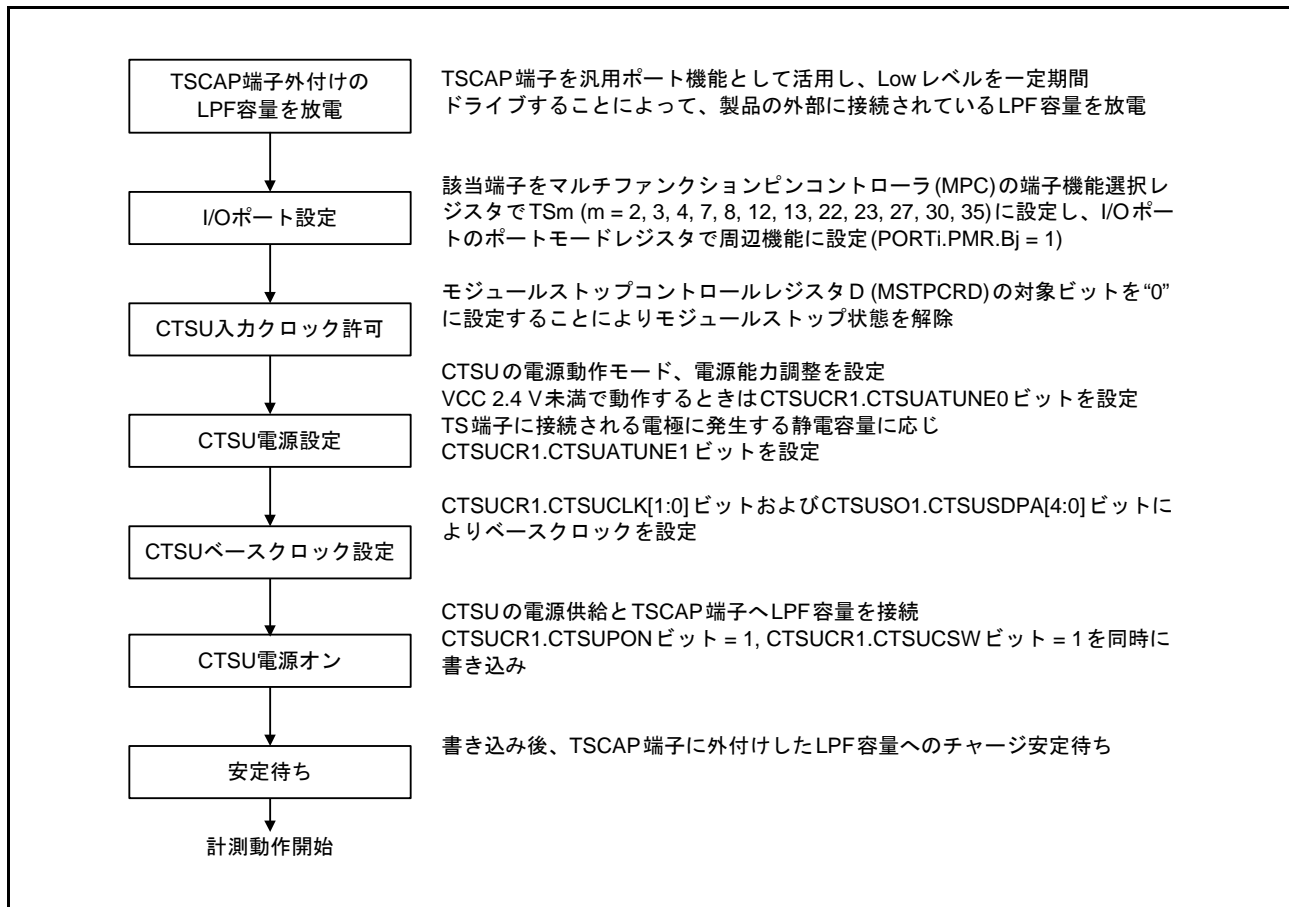 TSCAP端子外付けの
LPF容量を放電
TSCAP端子を汎用ポート機能として活用し、Lowレベルを一定期間
ドライブすることによって、製品の外部に接続されているLPF容量を放電
I/Oポート設定
該当端子をマルチファンクションピンコントローラ(MPC)の端子機能選択レ
ジスタでTSm (m = 2, 3, 4, 7, 8, 12, 13, 22, 23, 27, 30, 35)に設定し、I/Oポー
トのポートモードレジスタで周辺機能に設定(PORTi.PMR.Bj = 1)
CTSU入力クロック許可
モジュールストップコントロールレジスタD (MSTPCRD)の対象ビットを“0”
に設定することによりモジュールストップ状態を解除
CTSU電源設定
CTSUの電源動作モード、電源能力調整を設定
VCC 2.4 V未満で動作するときはCTSUCR1.CTSUATUNE0ビットを設定
TS端子に接続される電極に発生する静電容量に応じ
CTSUCR1.CTSUATUNE1ビットを設定
CTSUベースクロック設定
CTSUCR1.CTSUCLK[1:0]ビットおよびCTSUSO1.CTSUSDPA[4:0]ビットに
よりベースクロックを設定
CTSU電源オン
CTSUの電源供給とTSCAP端子へLPF容量を接続
CTSUCR1.CTSUPONビット = 1, CTSUCR1.CTSUCSWビット = 1を同時に
書き込み
安定待ち
書き込み後、TSCAP端子に外付けしたLPF容量へのチャージ安定待ち
計測動作開始